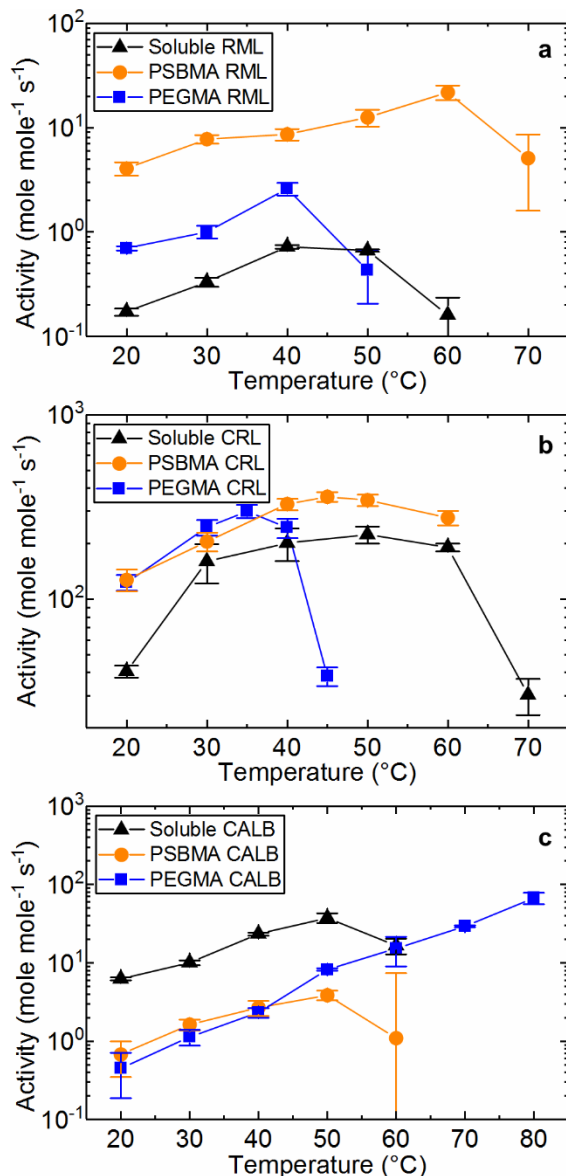 10²
Soluble RML
PSBMA RML
PEGMA RML
a
10¹
10⁰
10⁻¹
Activity (mole mole⁻¹ s⁻¹)
20 30 40 50 60 70
Temperature (°C)
10³
Soluble CRL
PSBMA CRL
PEGMA CRL
b
10²
Activity (mole mole⁻¹ s⁻¹)
20 30 40 50 60 70
Temperature (°C)
10³
Soluble CALB
PSBMA CALB
PEGMA CALB
c
10²
10¹
10⁰
10⁻¹
Activity (mole mole⁻¹ s⁻¹)
20 30 40 50 60 70 80
Temperature (°C)